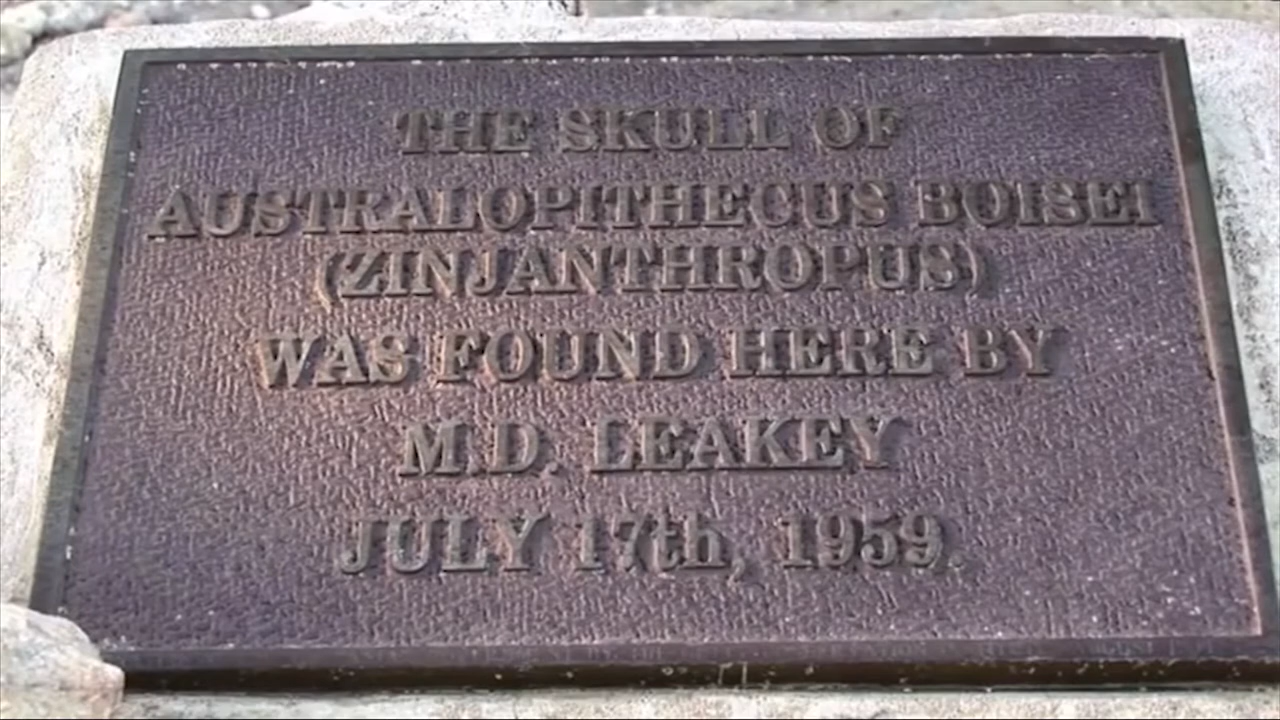 THE SKULL OF
AUSTRALOPITHECUS BOISEI
(ZINJANTHROPUS)
WAS FOUND HERE BY
M.D. LEAKEY
JULY 17th, 1959.